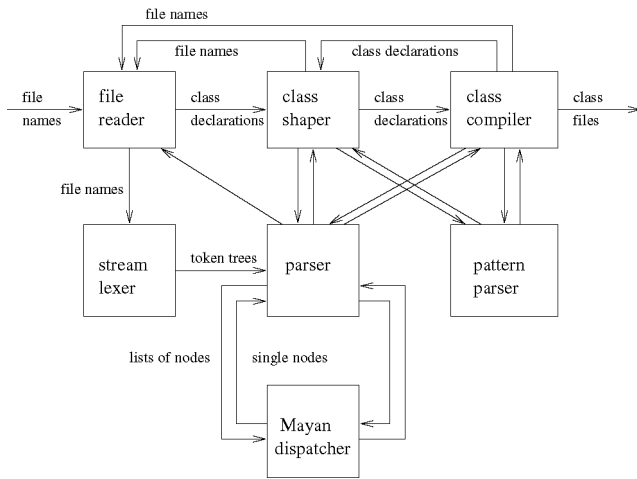 file names
file names
class declarations
file
names
file
reader
class
declarations
class
shaper
class
declarations
class
compiler
class
files
file names
stream
lexer
token trees
parser
pattern
parser
lists of nodes
single nodes
Mayan
dispatcher